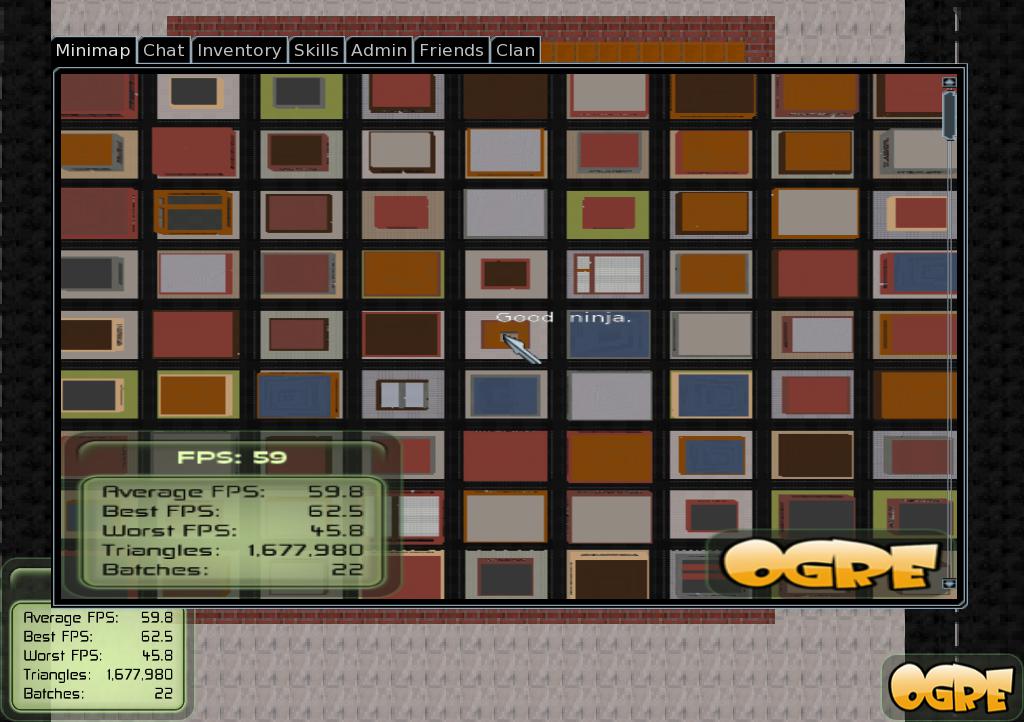 Minimap Chat Inventory Skills Admin Friends Clan
Good ninja.
FPS: 59
Average FPS: 59.8
Best FPS: 62.5
Worst FPS: 45.8
Triangles: 1,677,980
Batches: 22
OGRE
Average FPS: 59.8
Best FPS: 62.5
Worst FPS: 45.8
Triangles: 1,677,980
Batches: 22
OGRE